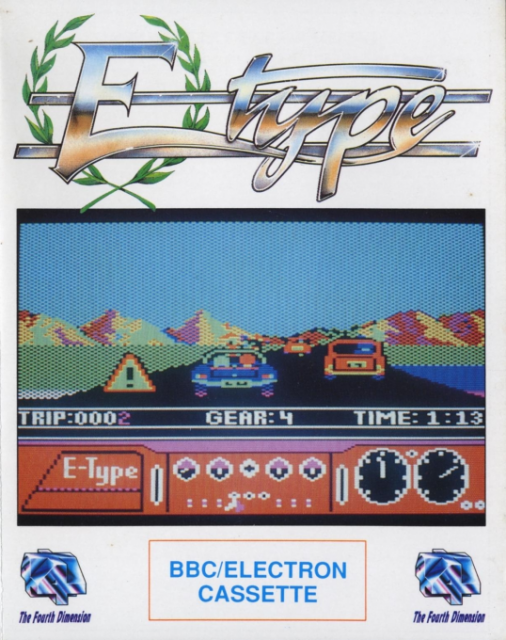 E type
!
TRIP:0002 GEAR:4 TIME:1:13
E-Type
BBC/ELECTRON
CASSETTE
The Fourth Dimension The Fourth Dimension